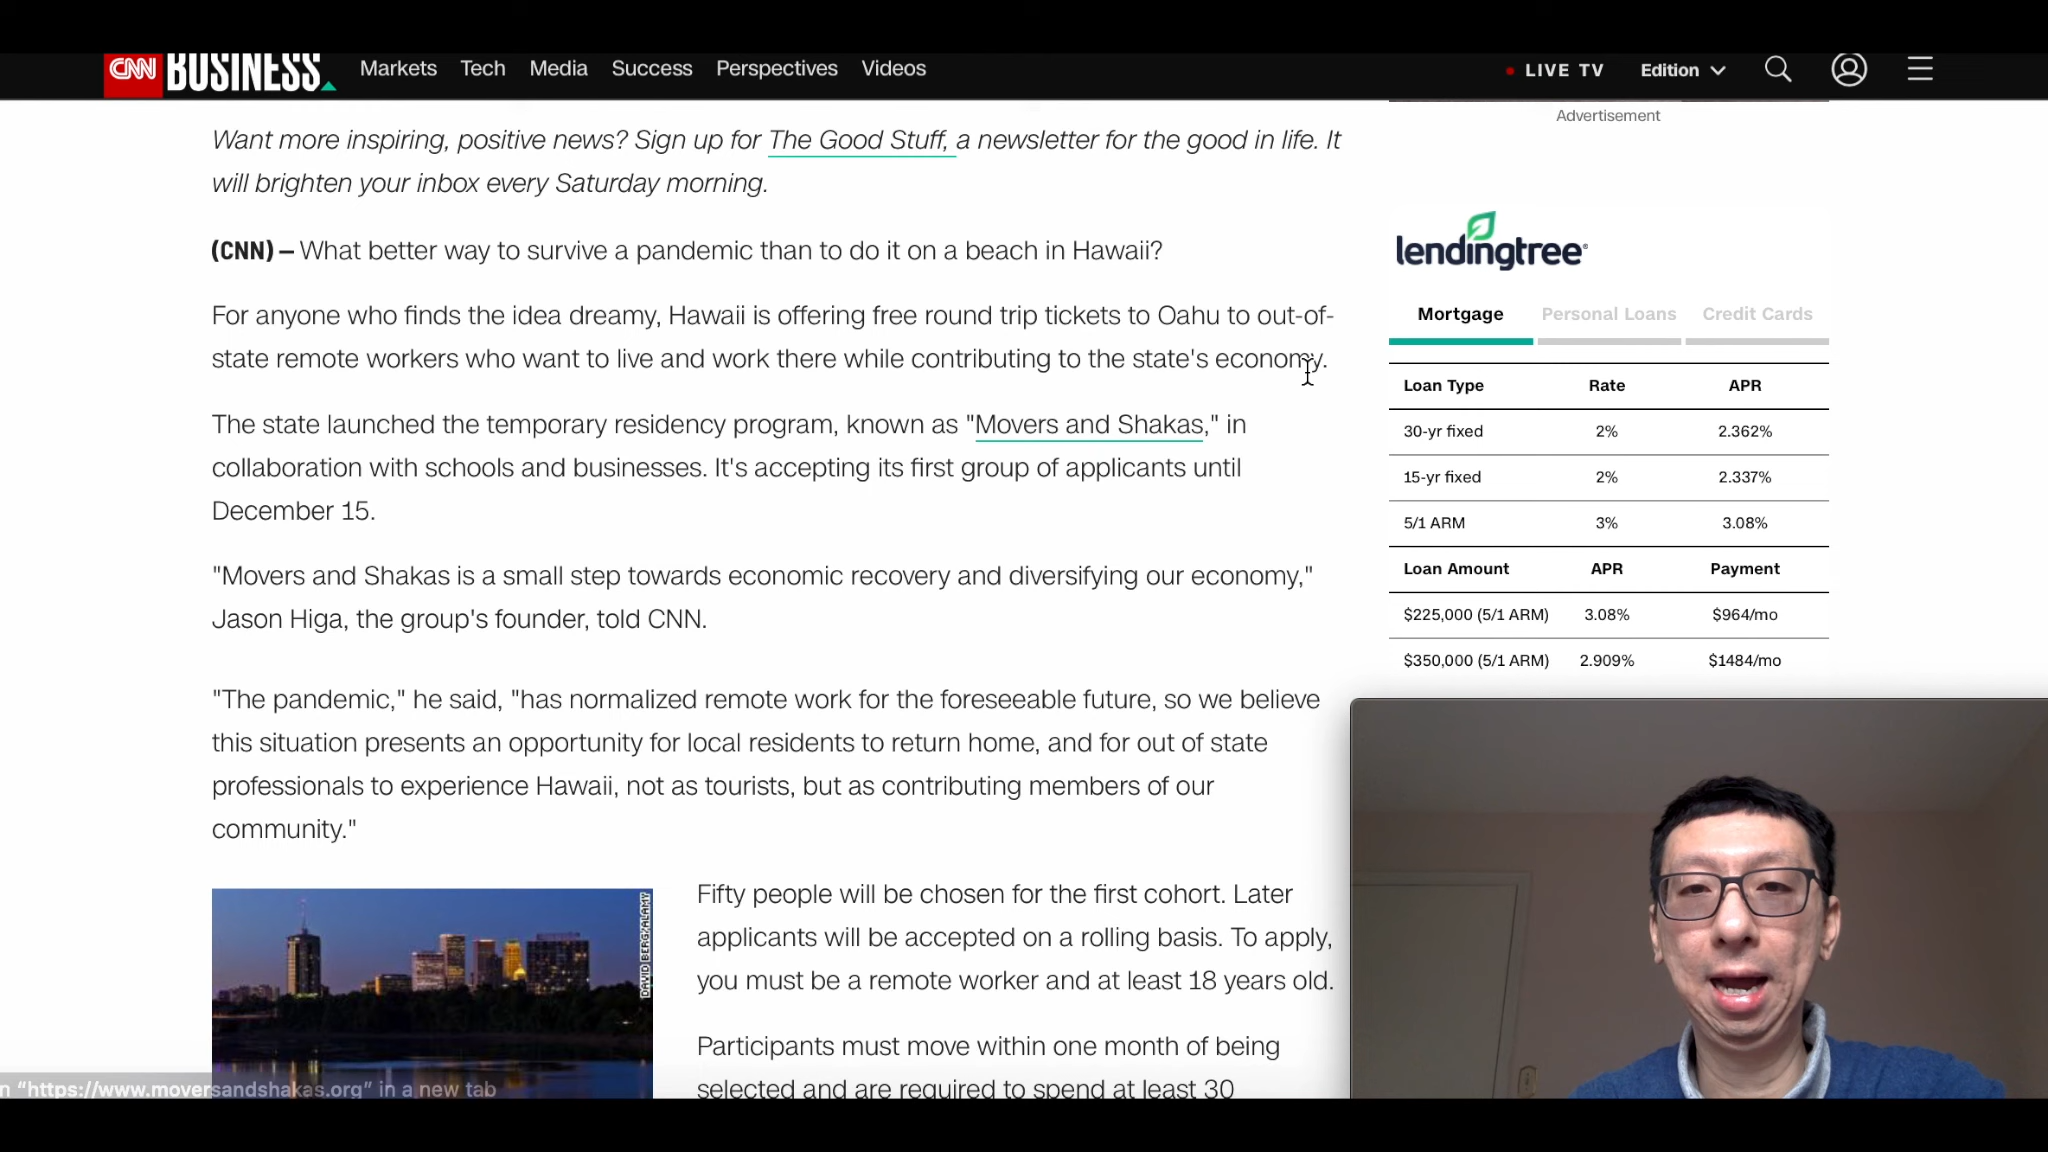 CNN BUSINESS Markets Tech Media Success Perspectives Videos LIVE TV Edition
Advertisement
Want more inspiring, positive news? Sign up for The Good Stuff, a newsletter for the good in life. It
will brighten your inbox every Saturday morning.
(CNN) — What better way to survive a pandemic than to do it on a beach in Hawaii?
For anyone who finds the idea dreamy, Hawaii is offering free round trip tickets to Oahu to out-of-
state remote workers who want to live and work there while contributing to the state's economy.
The state launched the temporary residency program, known as "Movers and Shakas," in
collaboration with schools and businesses. It's accepting its first group of applicants until
December 15.
"Movers and Shakas is a small step towards economic recovery and diversifying our economy,"
Jason Higa, the group's founder, told CNN.
"The pandemic," he said, "has normalized remote work for the foreseeable future, so we believe
this situation presents an opportunity for local residents to return home, and for out of state
professionals to experience Hawaii, not as tourists, but as contributing members of our
community."
DAVID BERG/ALAMY
Fifty people will be chosen for the first cohort. Later
applicants will be accepted on a rolling basis. To apply,
you must be a remote worker and at least 18 years old.
Participants must move within one month of being
selected and are required to spend at least 30
n "https://www.moversandshakas.org" in a new tab
lendingtree
Mortgage Personal Loans Credit Cards
Loan Type Rate APR
30-yr fixed 2% 2.362%
15-yr fixed 2% 2.337%
5/1 ARM 3% 3.08%
Loan Amount APR Payment
$225,000 (5/1 ARM) 3.08% $964/mo
$350,000 (5/1 ARM) 2.909% $1484/mo